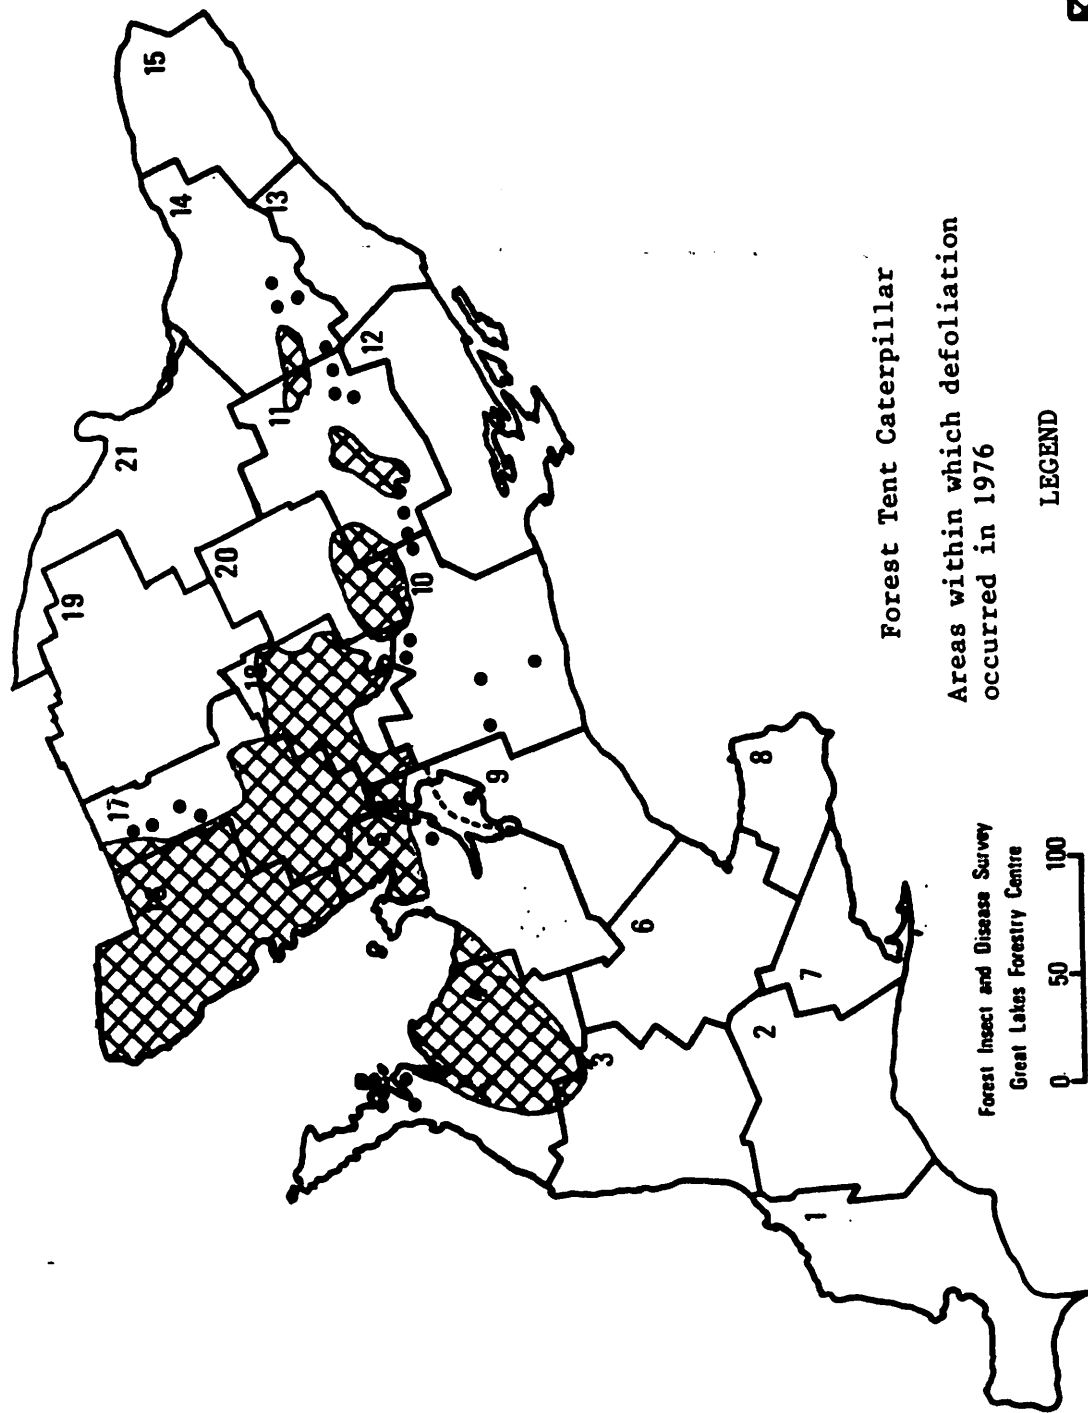 15
14
13
21
12
11
19
20
10
18
17
9
8
6
7
3
2
1
Forest Tent Caterpillar
Areas within which defoliation
occurred in 1976
LEGEND
Forest Insect and Disease Survey
Great Lakes Forestry Centre
0 50 100